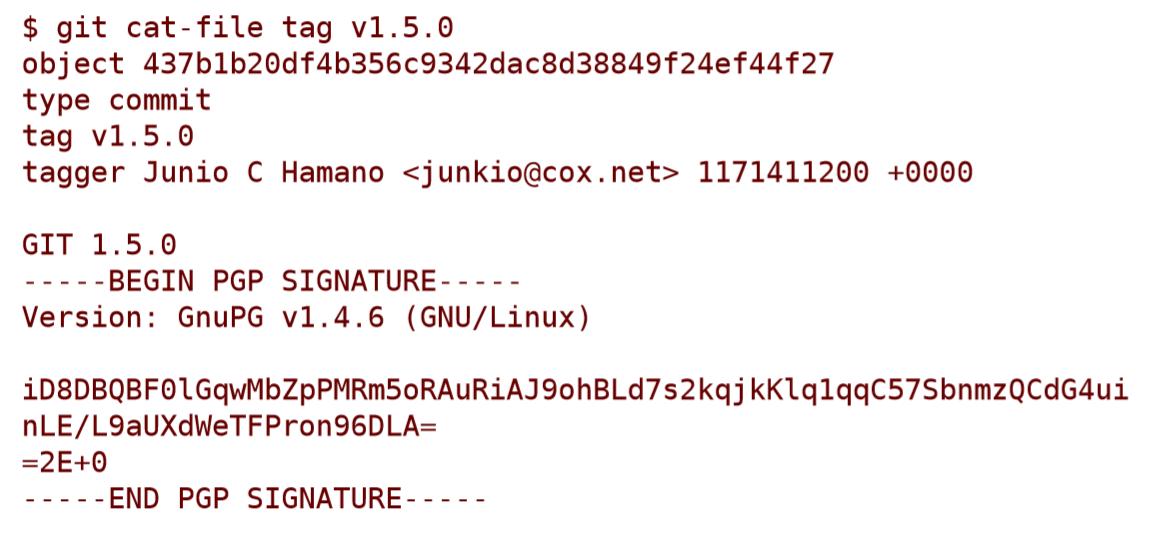 $ git cat-file tag v1.5.0
object 437b1b20df4b356c9342dac8d38849f24ef44f27
type commit
tag v1.5.0
tagger Junio C Hamano <junkio@cox.net> 1171411200 +0000

GIT 1.5.0
-----BEGIN PGP SIGNATURE-----
Version: GnuPG v1.4.6 (GNU/Linux)

iD8DBQBF0lGqwMbZpPMRm5oRAuRiAJ9ohBLd7s2kqjkKlq1qqC57SbnmzQCdG4ui
nLE/L9aUXdWeTFPron96DLA=
=2E+0
-----END PGP SIGNATURE-----